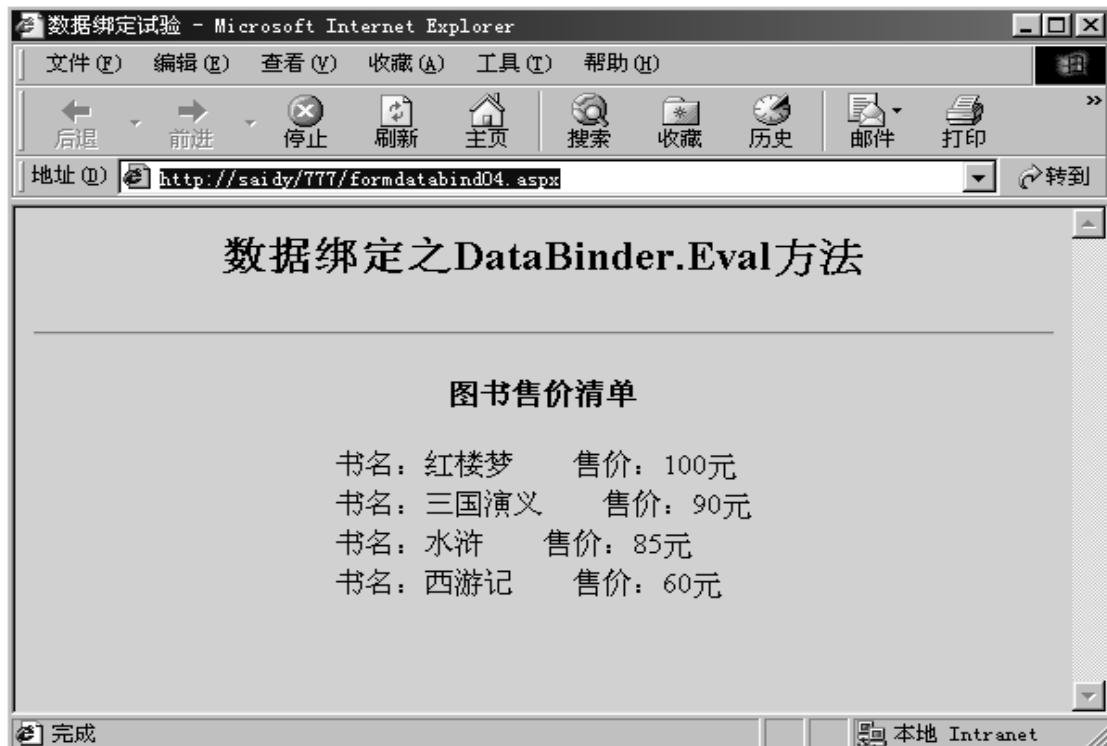 数据绑定试验 - Microsoft Internet Explorer
文件(F) 编辑(E) 查看(V) 收藏(A) 工具(T) 帮助(H)
后退 前进 停止 刷新 主页 搜索 收藏 历史 邮件 打印 »
地址(D) http://saidy/777/formdatabind04.aspx 转到
数据绑定之DataBinder.Eval方法
图书售价清单
书名：红楼梦 售价：100元
书名：三国演义 售价：90元
书名：水浒 售价：85元
书名：西游记 售价：60元
完成 本地 Intranet